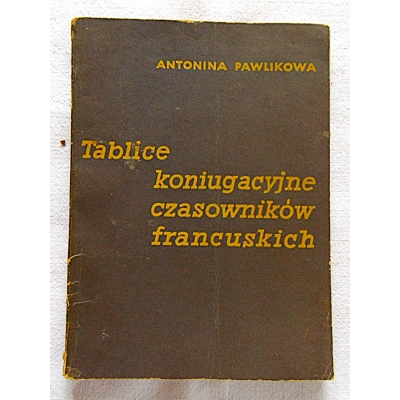 ANTONINA PAWLIKOWA
Tablice
koniugacyjne
czasowników
francuskich